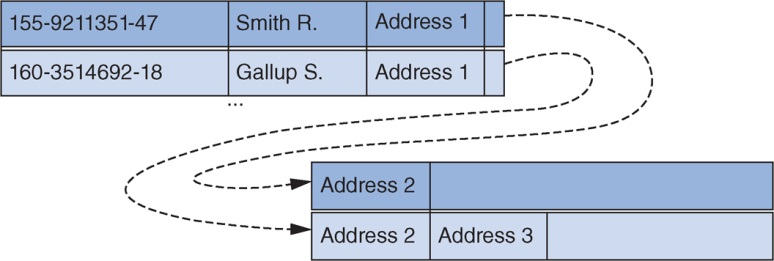 155-9211351-47 Smith R. Address 1
160-3514692-18 Gallup S. Address 1
...
Address 2
Address 2 Address 3